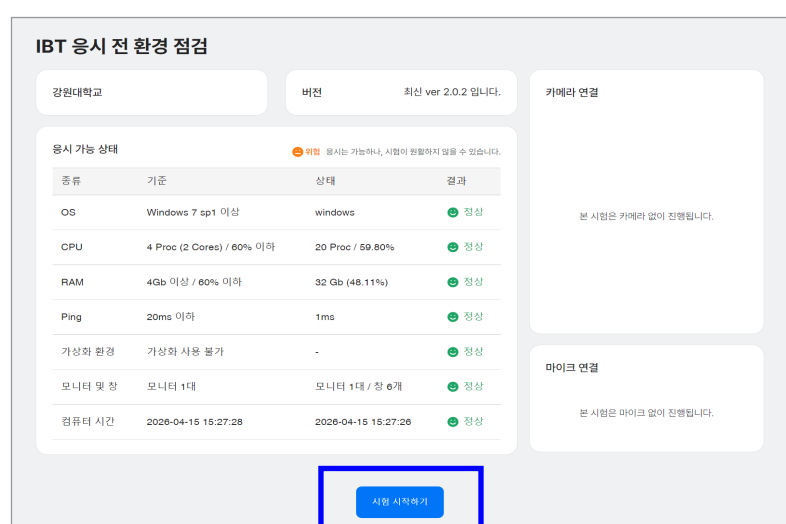 IBT 응시 전 환경 점검
강원대학교
버전 최신 ver 2.0.2 입니다.
응시 가능 상태 위험 응시는 가능하나, 시험이 원활하지 않을 수 있습니다.
종류 기준 상태 결과
OS Windows 7 sp1 이상 windows 정상
CPU 4 Proc (2 Cores) / 60% 이하 20 Proc / 59.80% 정상
RAM 4Gb 이상 / 60% 이하 32 Gb (48.11%) 정상
Ping 20ms 이하 1ms 정상
가상화 환경 가상화 사용 불가 - 정상
모니터 및 창 모니터 1대 모니터 1대 / 창 6개 정상
컴퓨터 시간 2026-04-15 15:27:28 2026-04-15 15:27:26 정상
카메라 연결
본 시험은 카메라 없이 진행됩니다.
마이크 연결
본 시험은 마이크 없이 진행됩니다.
시험 시작하기